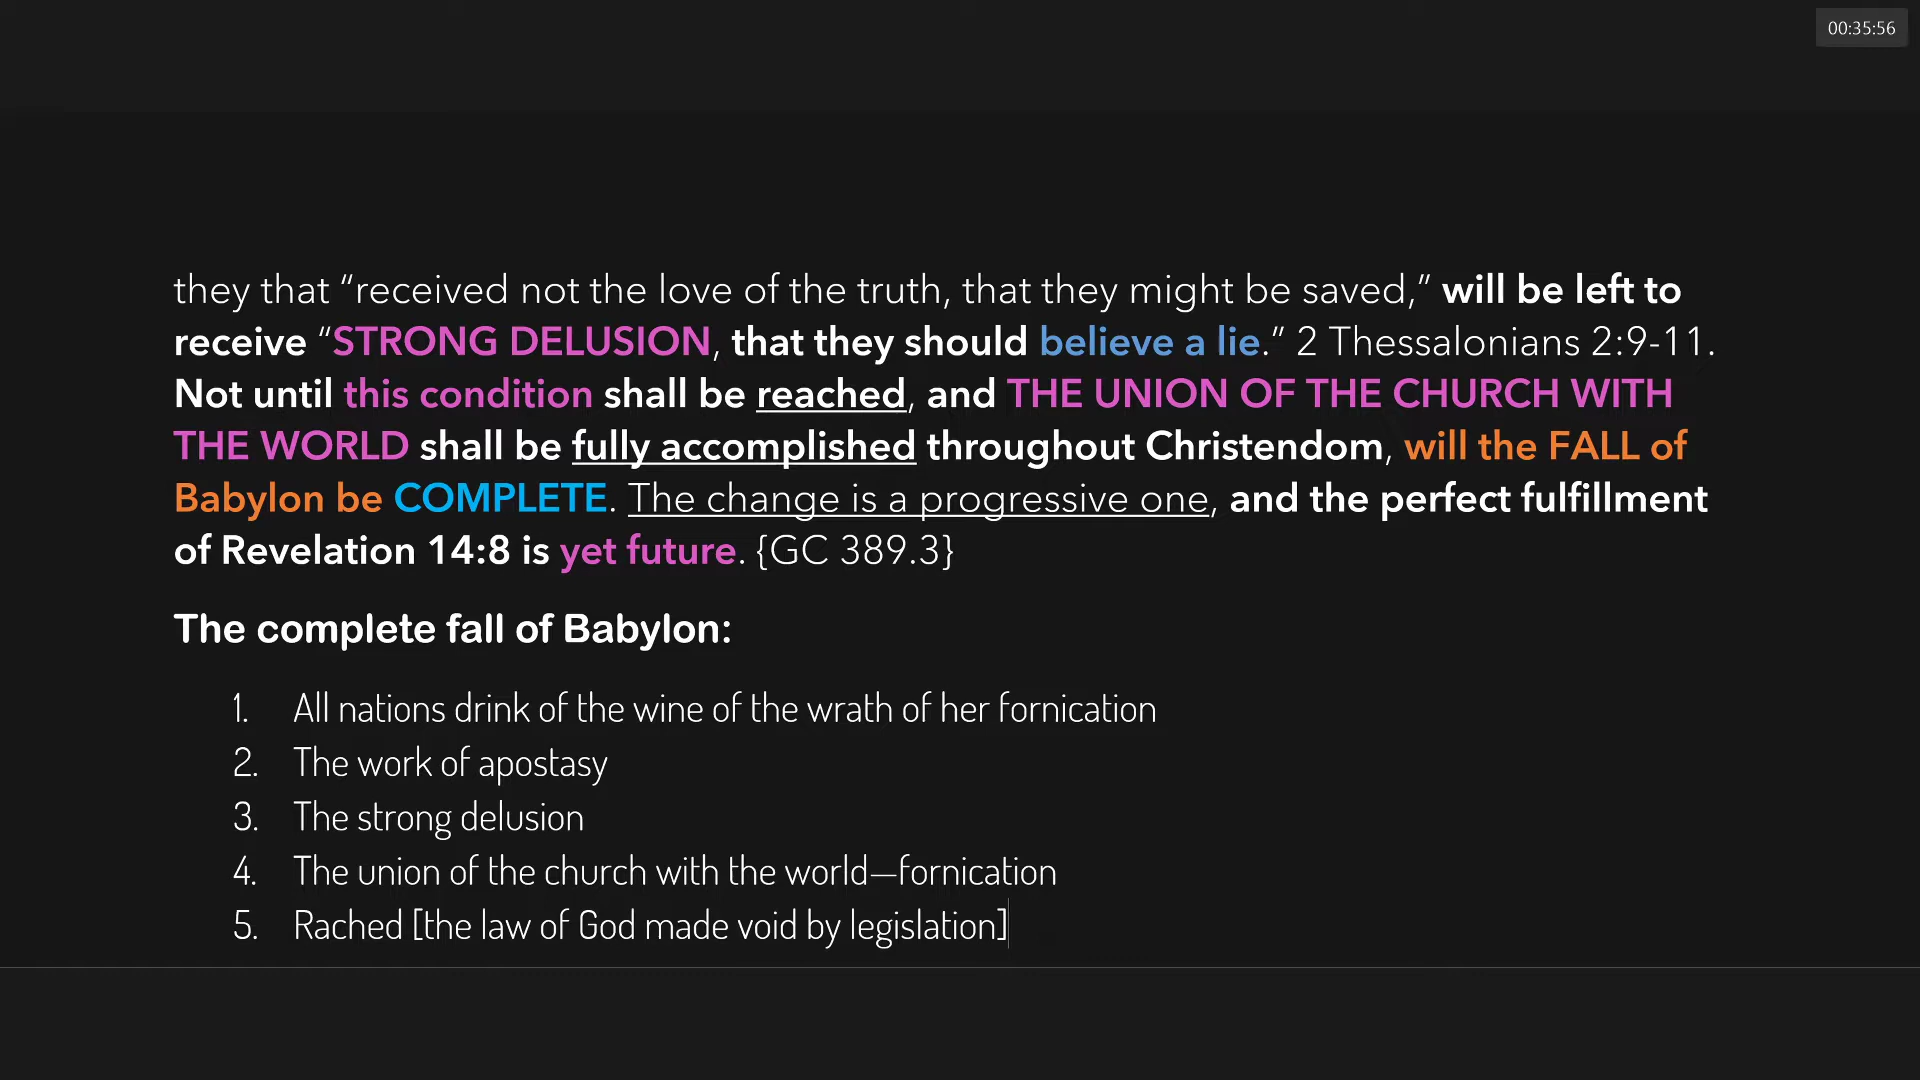 00:35:56
they that “received not the love of the truth, that they might be saved,” will be left to
receive “STRONG DELUSION, that they should believe a lie.” 2 Thessalonians 2:9-11.
Not until this condition shall be reached, and THE UNION OF THE CHURCH WITH
THE WORLD shall be fully accomplished throughout Christendom, will the FALL of
Babylon be COMPLETE. The change is a progressive one, and the perfect fulfillment
of Revelation 14:8 is yet future. {GC 389.3}
The complete fall of Babylon:
1. All nations drink of the wine of the wrath of her fornication
2. The work of apostasy
3. The strong delusion
4. The union of the church with the world—fornication
5. Rached [the law of God made void by legislation]